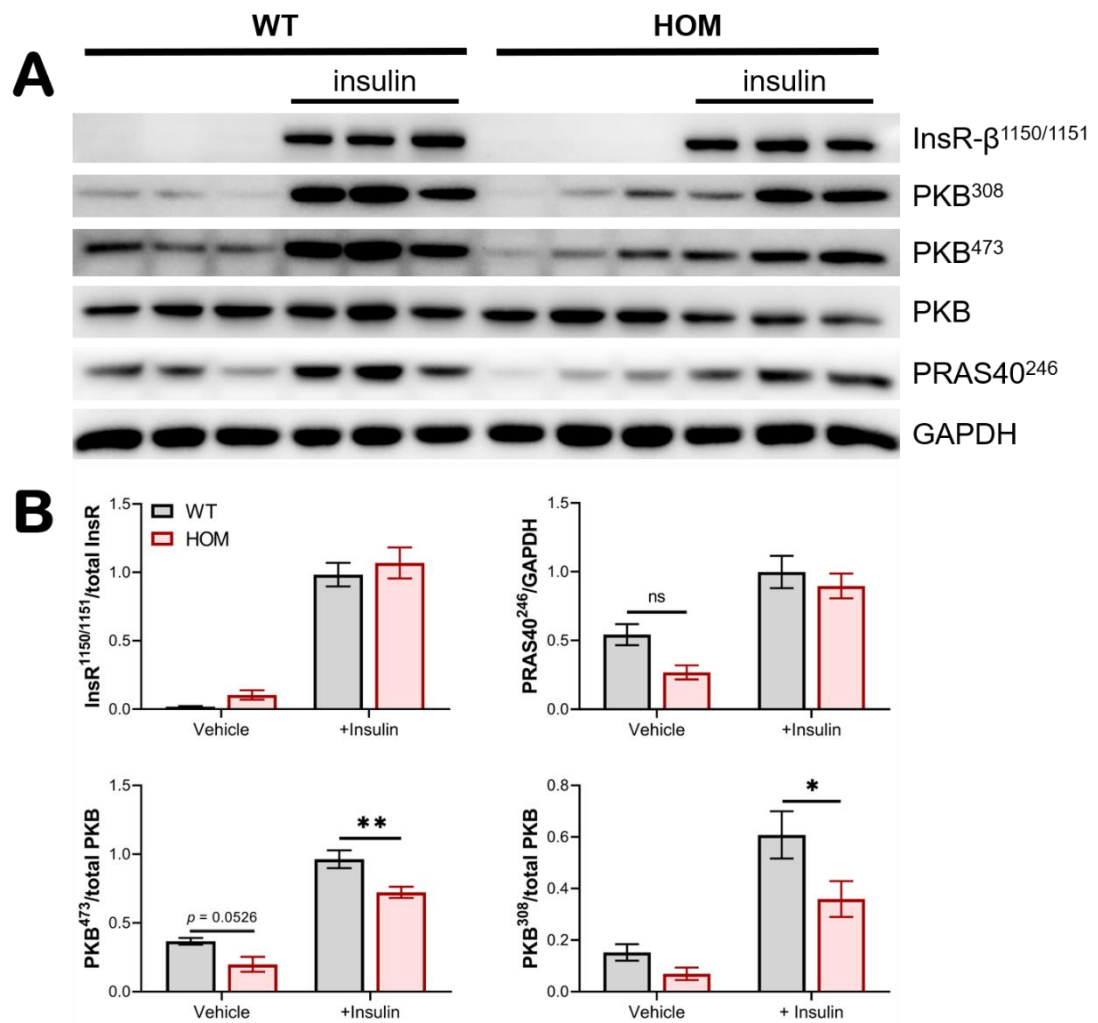 WT HOM
A
insulin insulin
InsR-β1150/1151
PKB308
PKB473
PKB
PRAS40246
GAPDH
B
InsR1150/1151/total InsR
1.5
1.0
0.5
0.0
WT
HOM
Vehicle +Insulin
PRAS40246/GAPDH
1.5
1.0
0.5
0.0
ns
Vehicle +Insulin
PKB473/total PKB
1.5
1.0
0.5
0.0
p = 0.0526
**
Vehicle +Insulin
PKB308/total PKB
0.8
0.6
0.4
0.2
0.0
*
Vehicle + Insulin